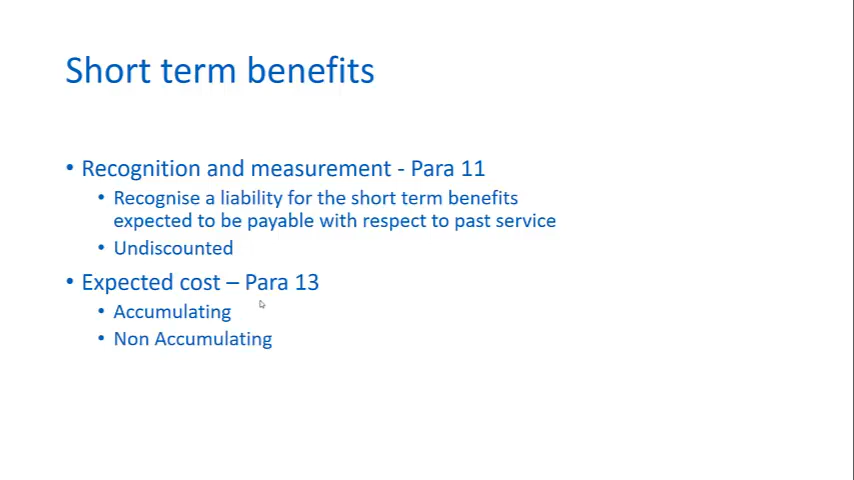 Short term benefits
• Recognition and measurement - Para 11
• Recognise a liability for the short term benefits
expected to be payable with respect to past service
• Undiscounted
• Expected cost – Para 13
• Accumulating
• Non Accumulating